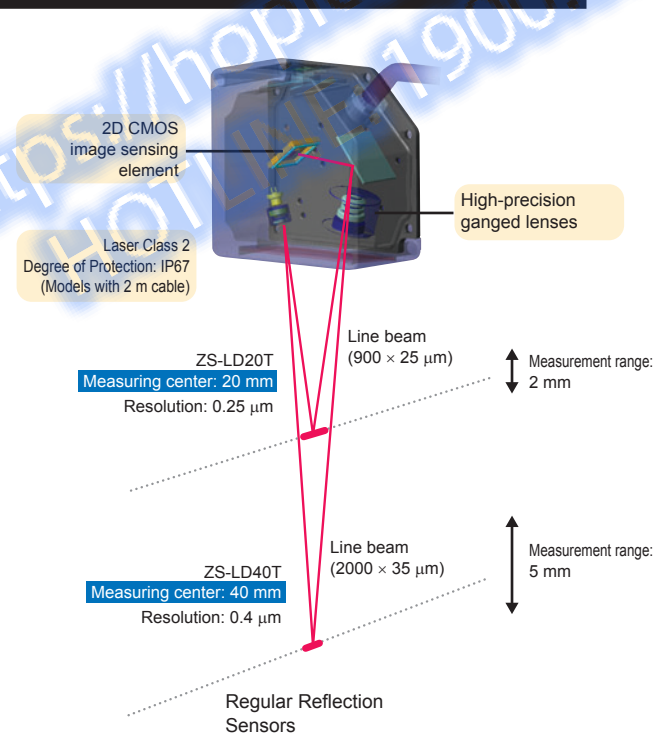 2D CMOS
image sensing
element
High-precision
ganged lenses
Laser Class 2
Degree of Protection: IP67
(Models with 2 m cable)
Line beam
(900 × 25 μm)
ZS-LD20T
Measuring center: 20 mm
Resolution: 0.25 μm
Measurement range:
2 mm
Line beam
(2000 × 35 μm)
ZS-LD40T
Measuring center: 40 mm
Resolution: 0.4 μm
Measurement range:
5 mm
Regular Reflection
Sensors